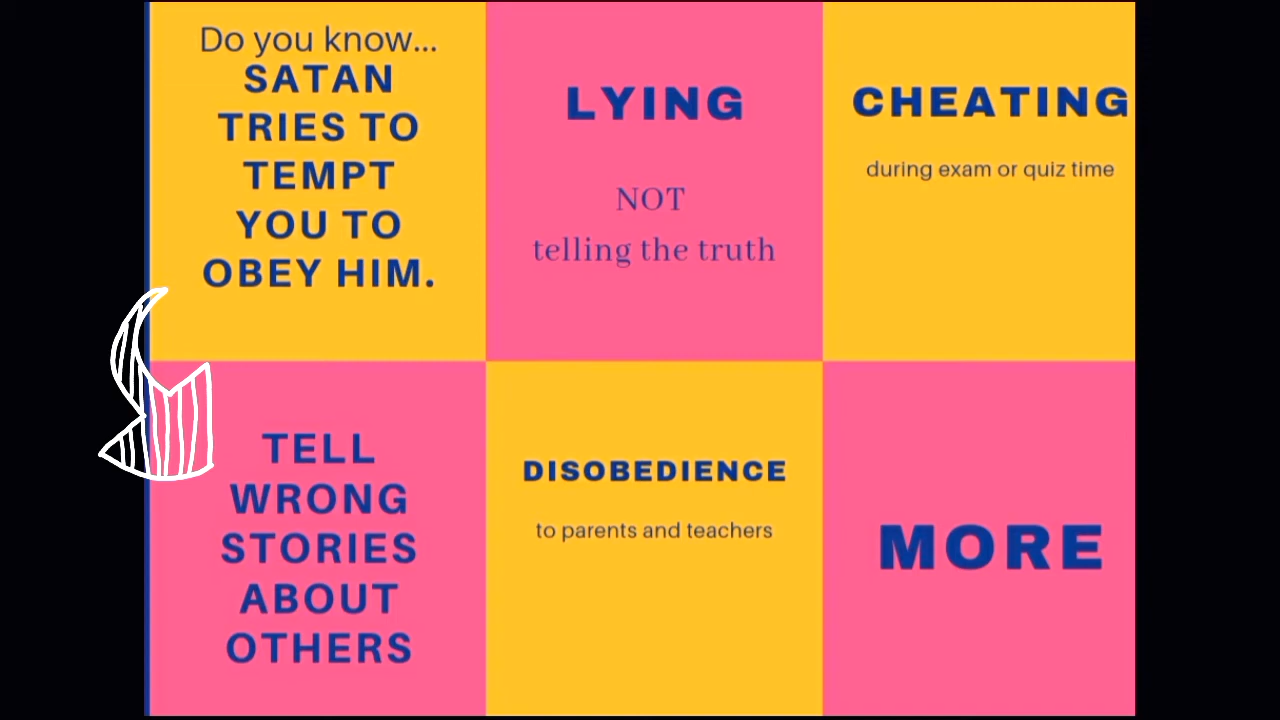 Do you know...
SATAN
TRIES TO
TEMPT
YOU TO
OBEY HIM.
LYING
NOT
telling the truth
CHEATING
during exam or quiz time
TELL
WRONG
STORIES
ABOUT
OTHERS
DISOBEDIENCE
to parents and teachers
MORE